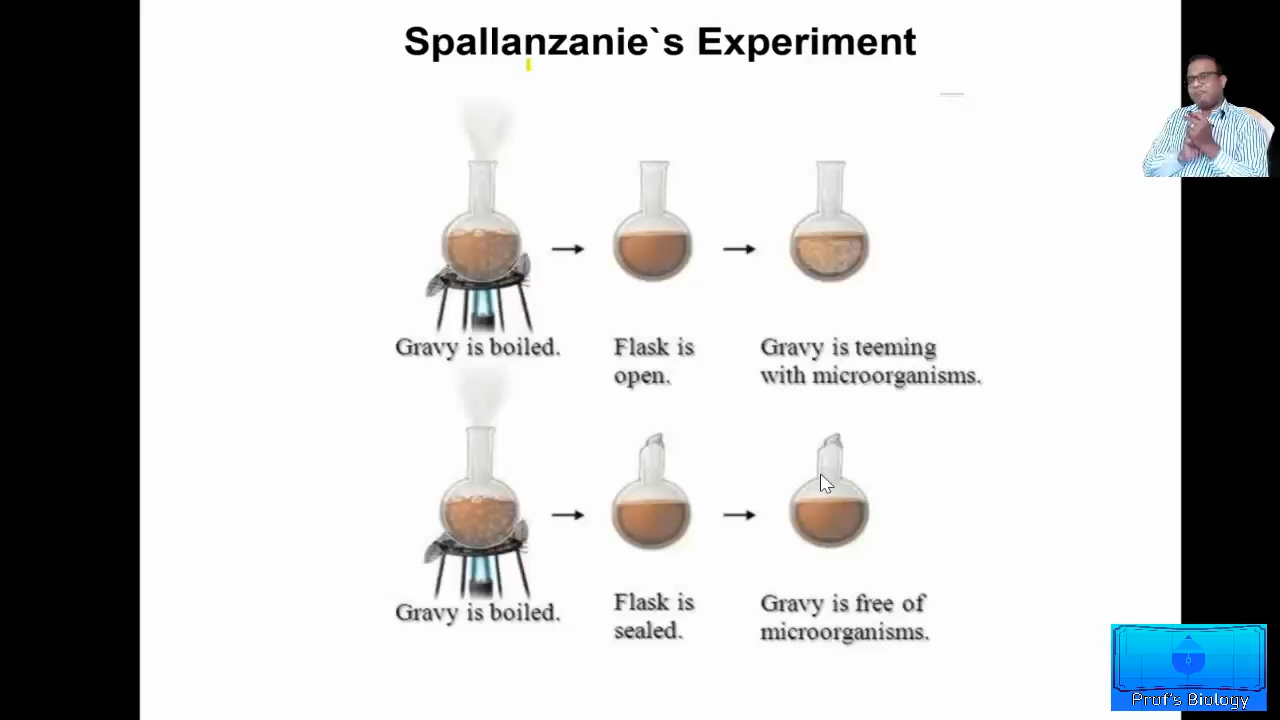 Spallanzanie`s Experiment
Gravy is boiled.
Flask is
open.
Gravy is teeming
with microorganisms.
Gravy is boiled.
Flask is
sealed.
Gravy is free of
microorganisms.
Prof's Biology